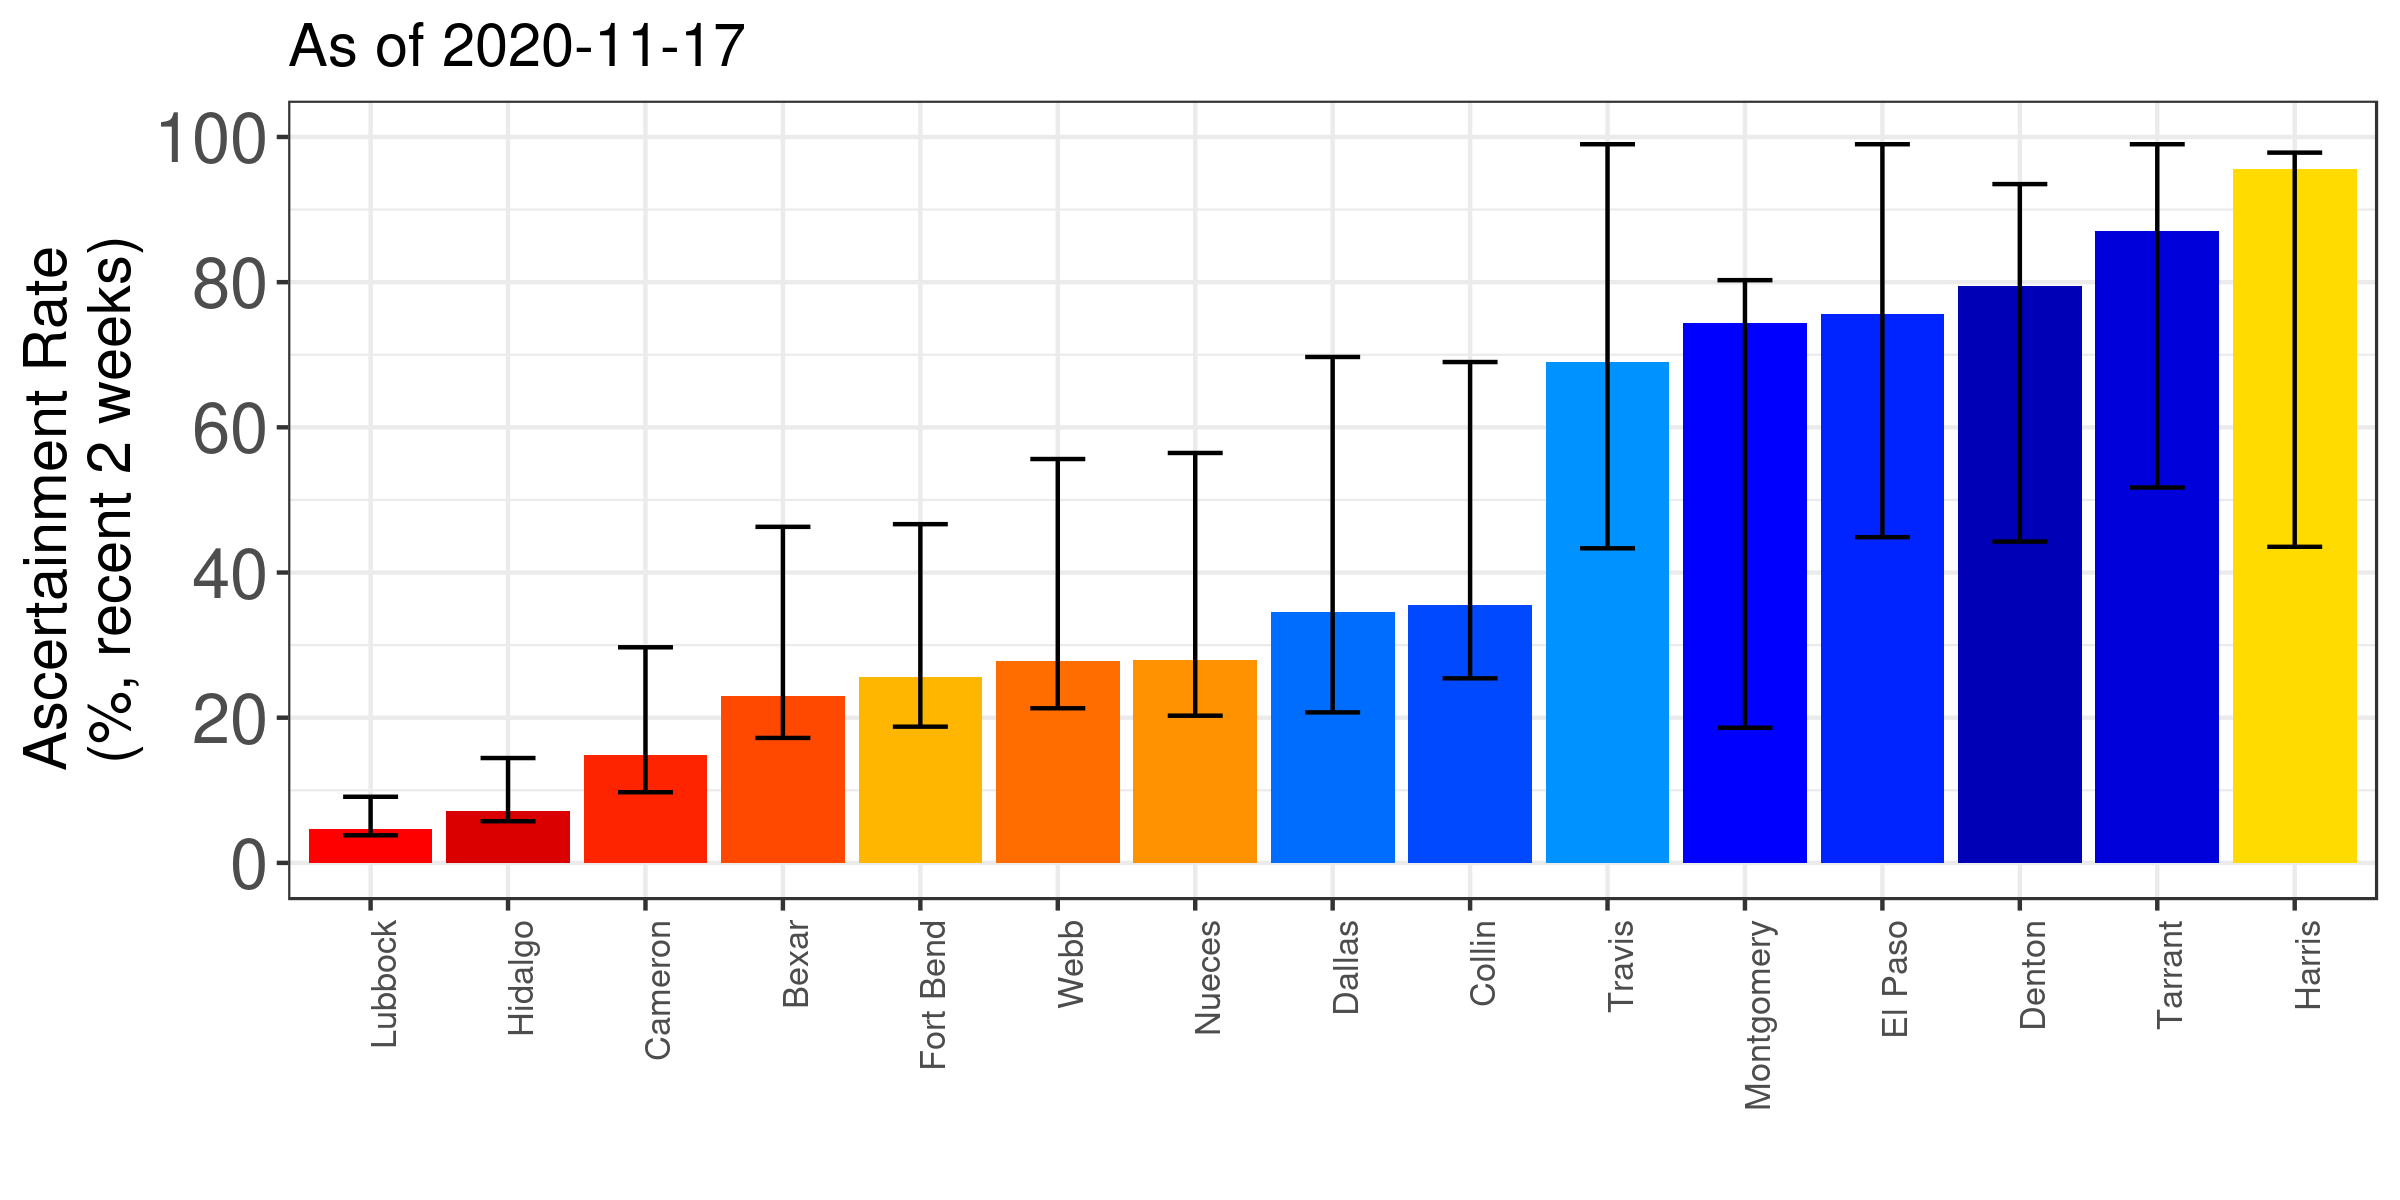 As of 2020-11-17
Ascertainment Rate
(%, recent 2 weeks)
100
80
60
40
20
0
Lubbock
Hidalgo
Cameron
Bexar
Fort Bend
Webb
Nueces
Dallas
Collin
Travis
Montgomery
El Paso
Denton
Tarrant
Harris